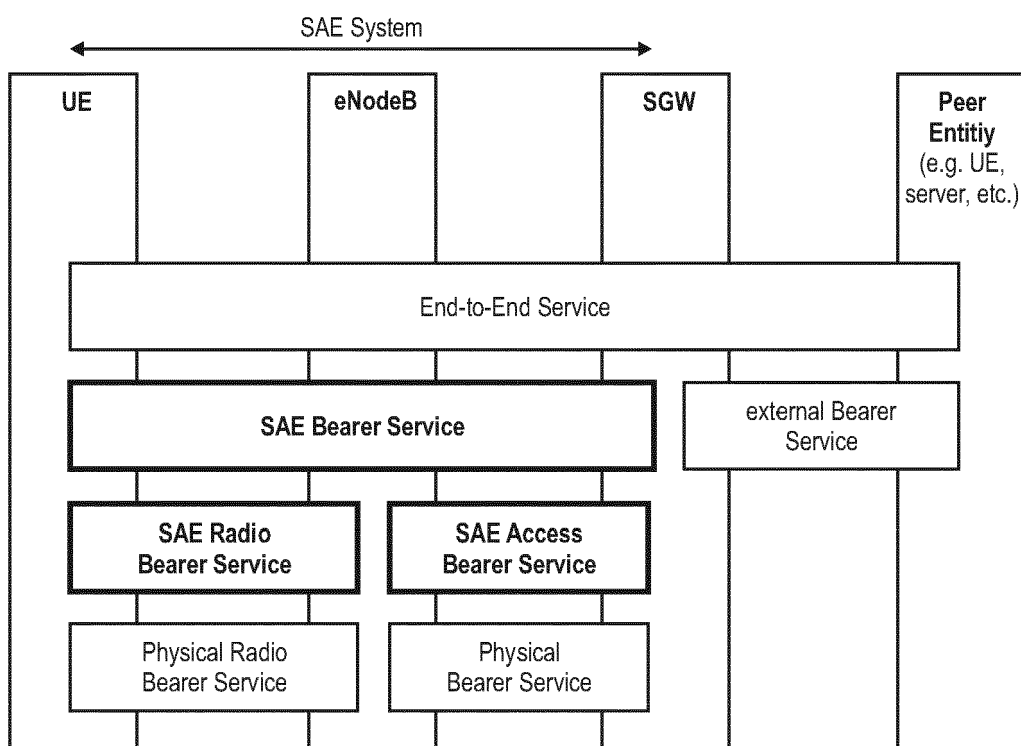 SAE System
UE
eNodeB
SGW
Peer
Entitiy
(e.g. UE,
server, etc.)
End-to-End Service
SAE Bearer Service
external Bearer
Service
SAE Radio
Bearer Service
SAE Access
Bearer Service
Physical Radio
Bearer Service
Physical
Bearer Service